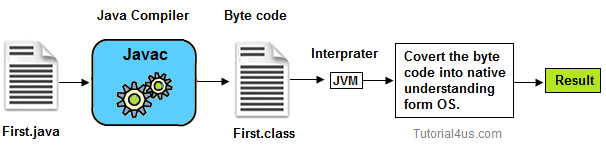 Java Compiler
Byte code
Javac
Interprater
First.java
First.class
JVM
Covert the byte
code into native
understanding
form OS.
Result
Tutorial4us.com